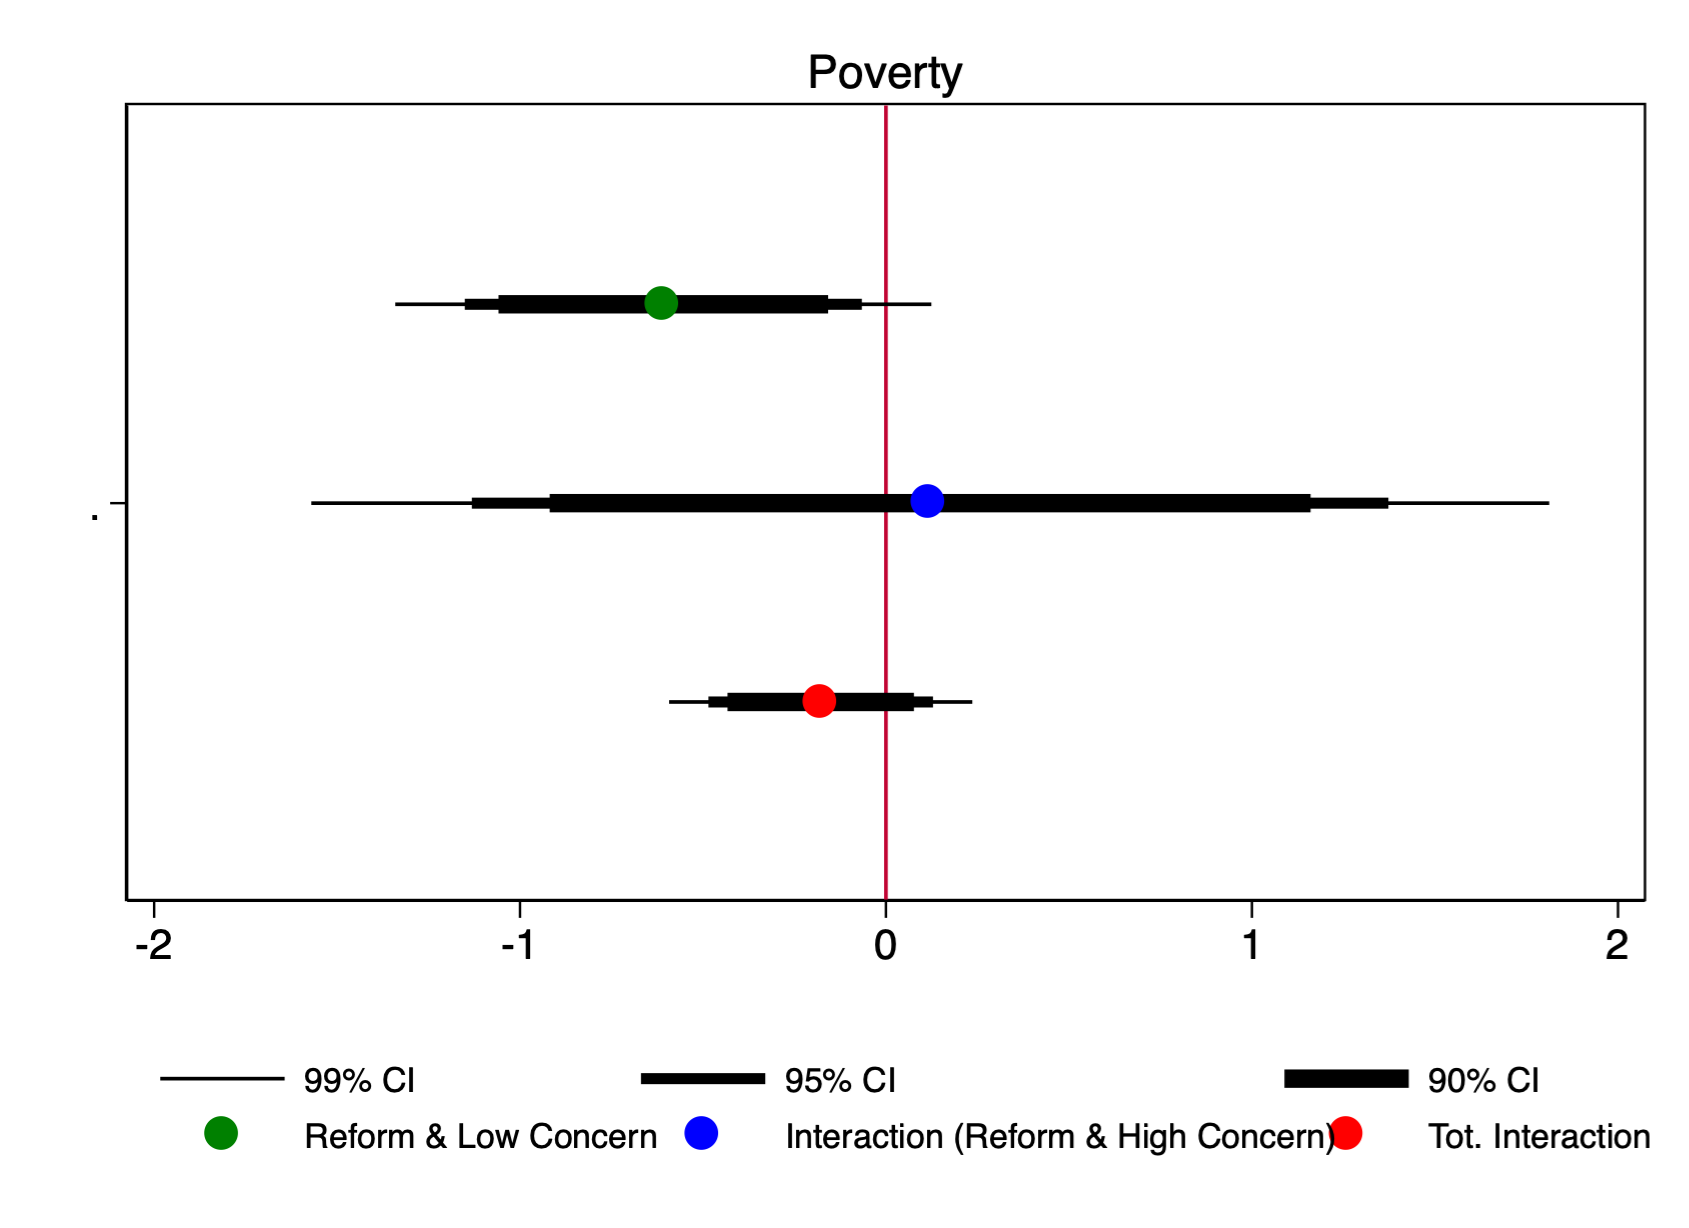 Poverty
.
-2 -1 0 1 2
99% CI 95% CI 90% CI
Reform & Low Concern Interaction (Reform & High Concern) Tot. Interaction